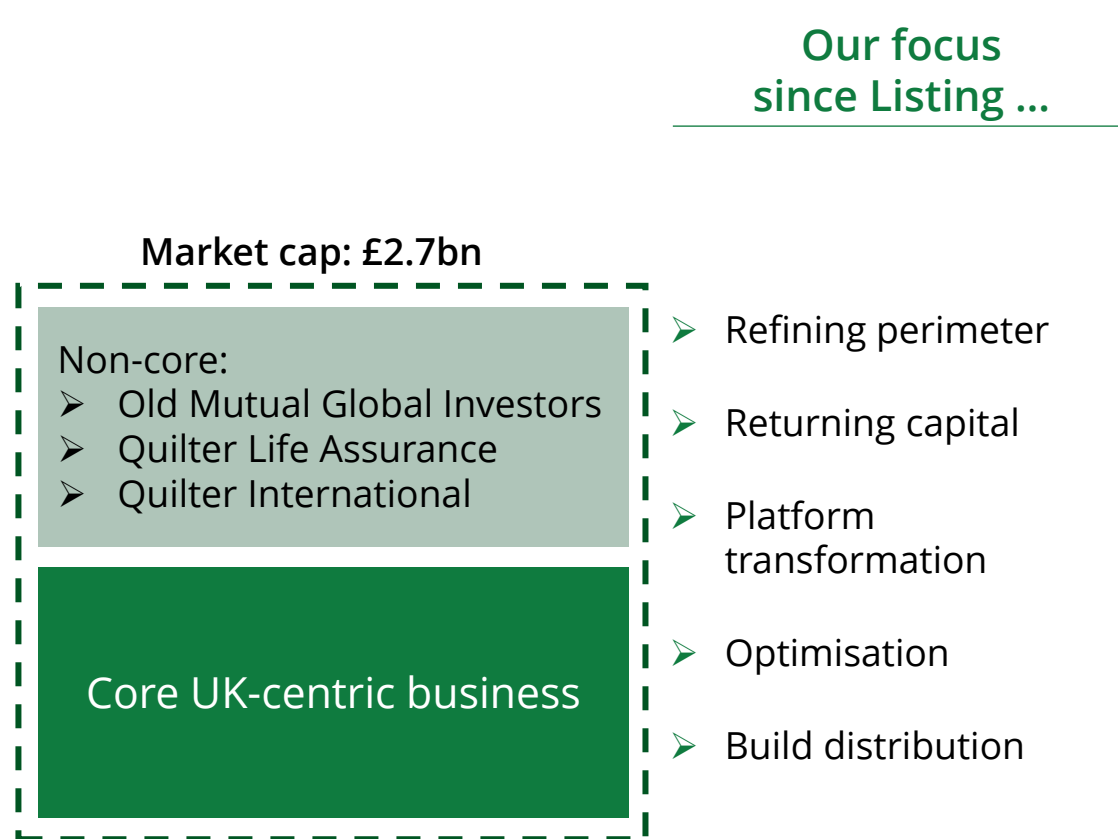 Our focus
since Listing ...
Market cap: £2.7bn
Non-core:
➢ Old Mutual Global Investors
➢ Quilter Life Assurance
➢ Quilter International
Core UK-centric business
➢ Refining perimeter
➢ Returning capital
➢ Platform
transformation
➢ Optimisation
➢ Build distribution